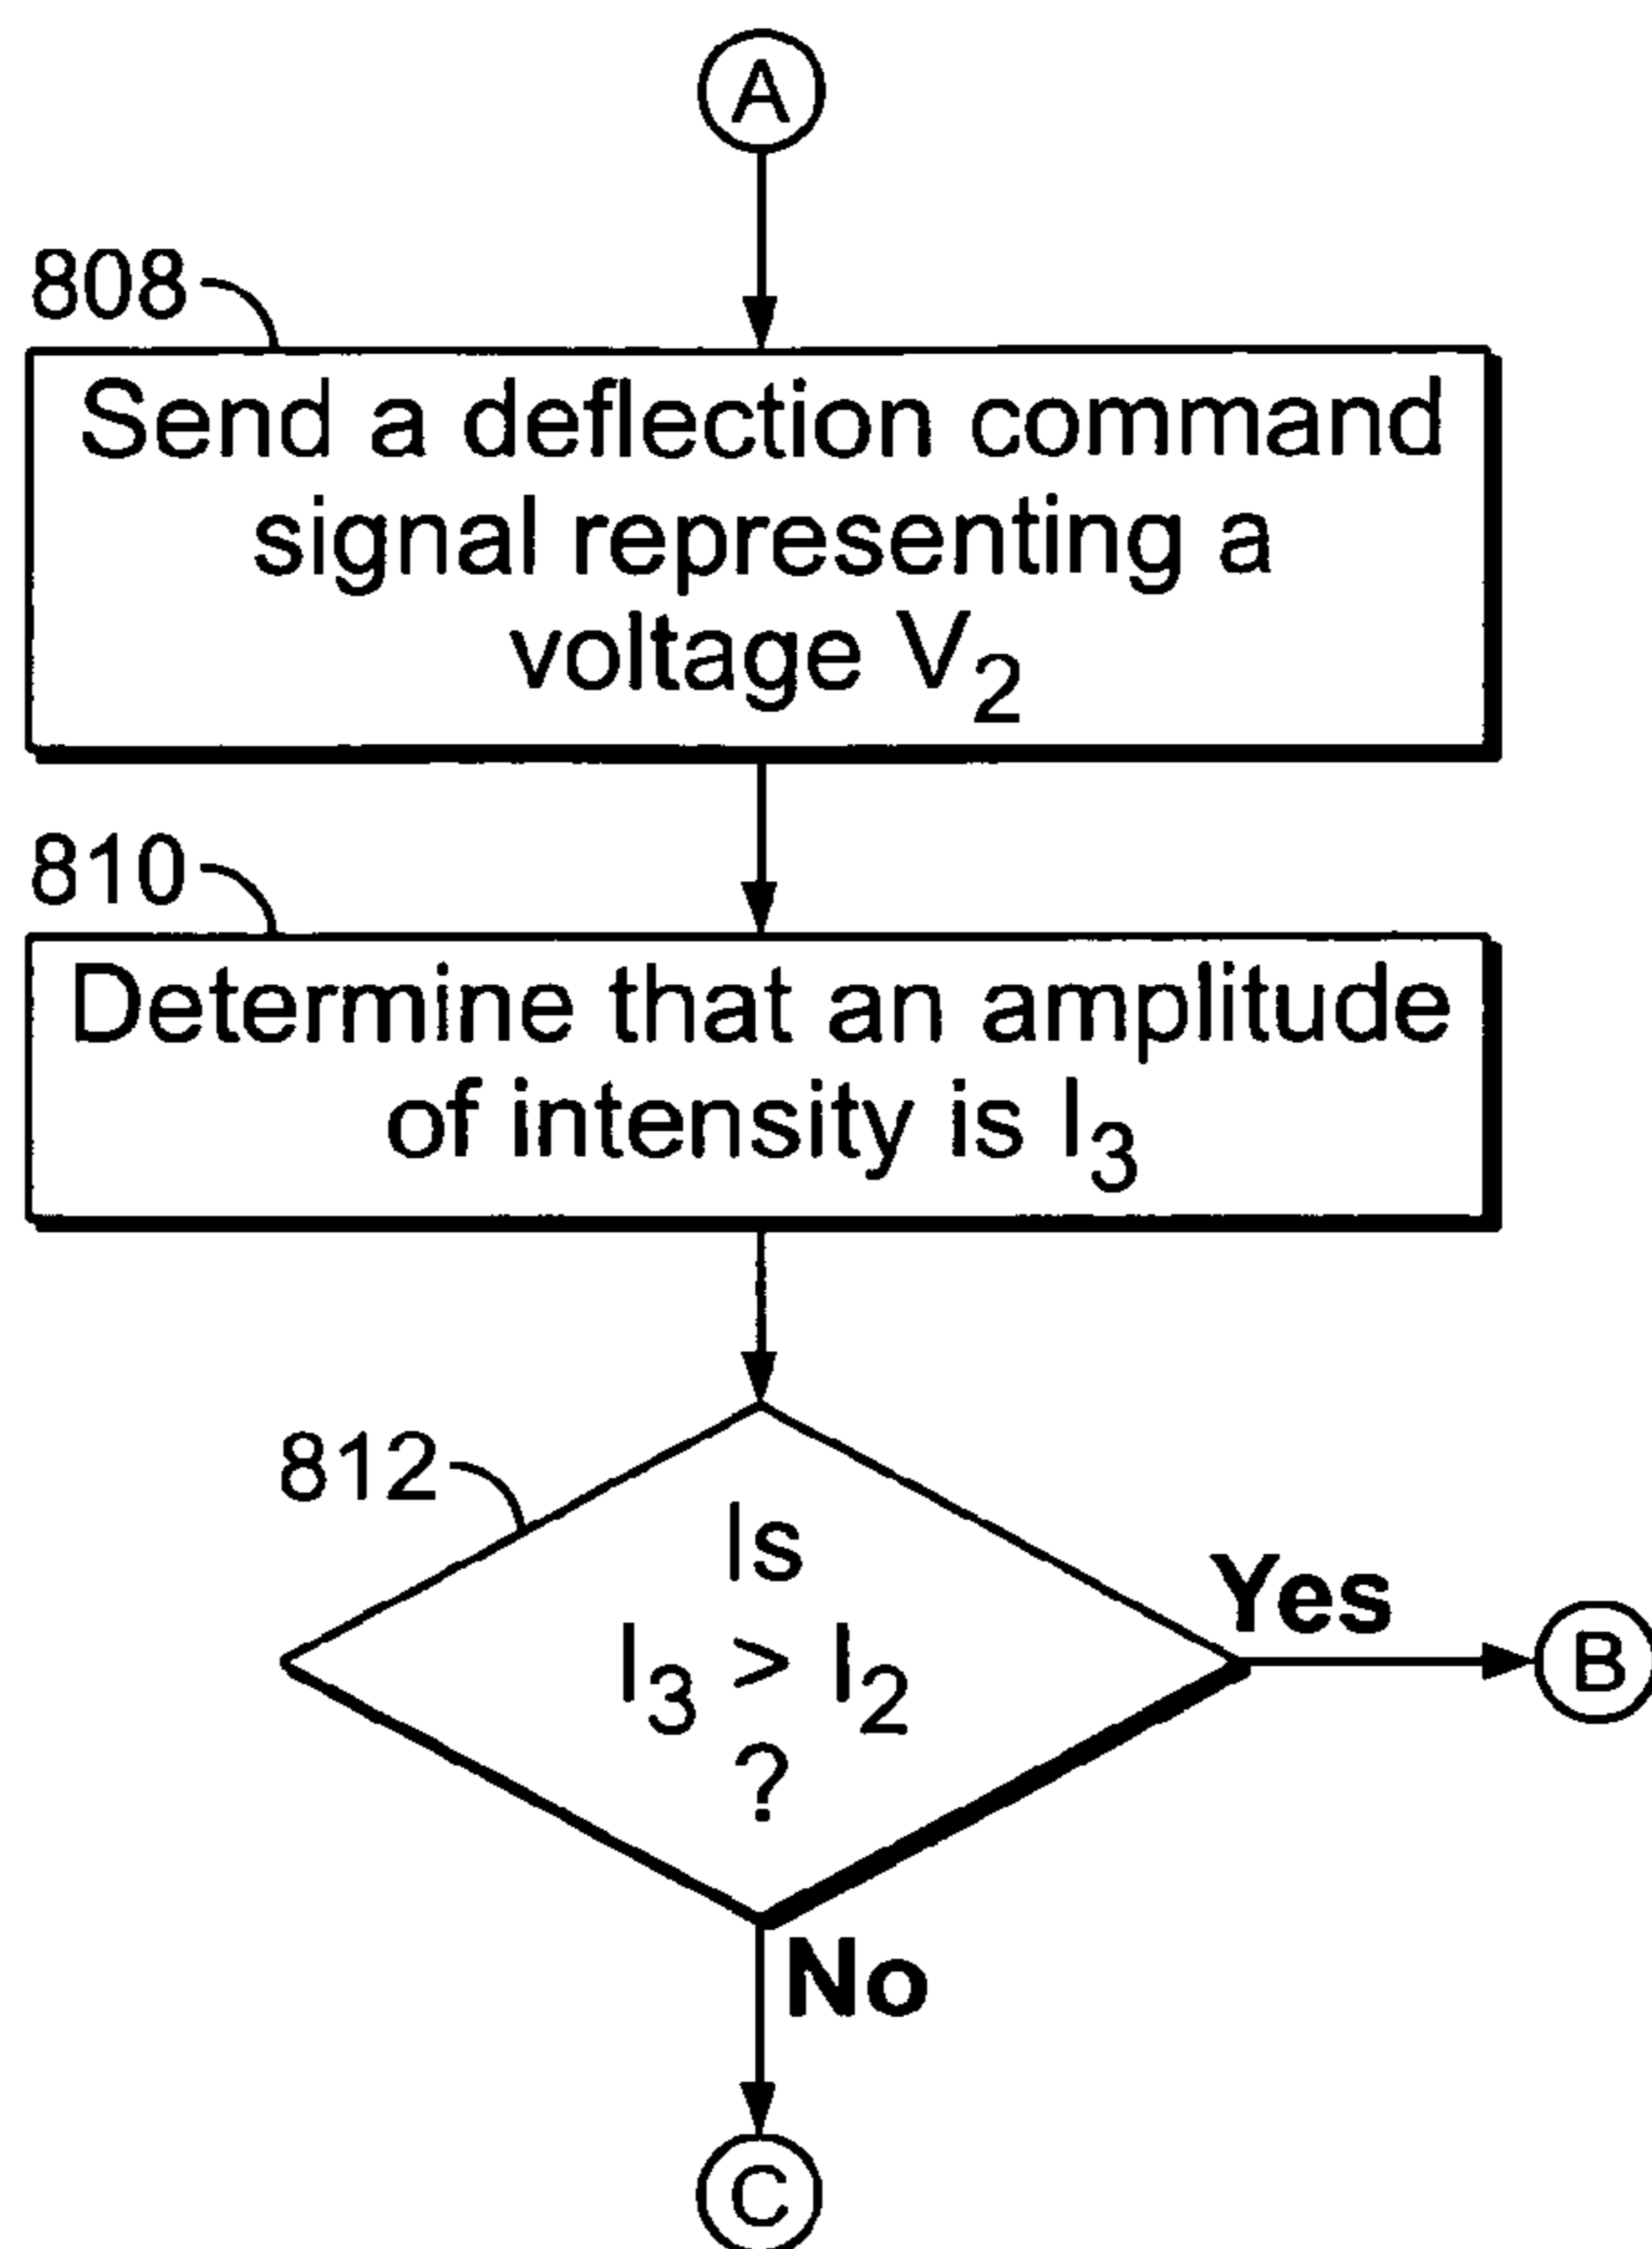 A
808
Send a deflection command
signal representing a
voltage V₂
810
Determine that an amplitude
of intensity is I₃
812
Is
I₃ > I₂
?
Yes
B
No
C